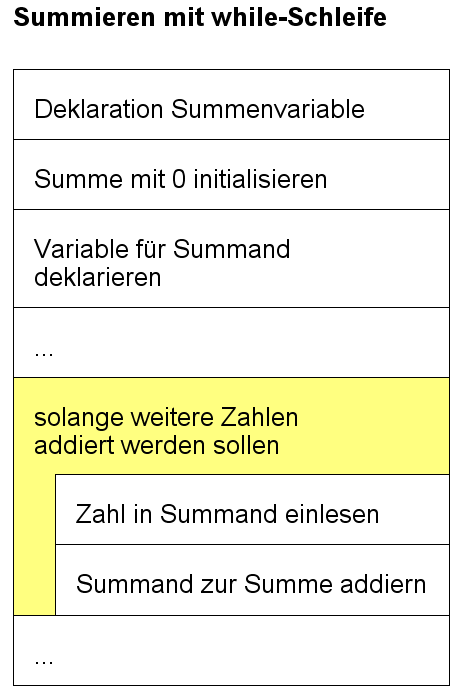 Summieren mit while-Schleife
Deklaration Summenvariable
Summe mit 0 initialisieren
Variable für Summand
deklarieren
...
solange weitere Zahlen
addiert werden sollen
Zahl in Summand einlesen
Summand zur Summe addiern
...